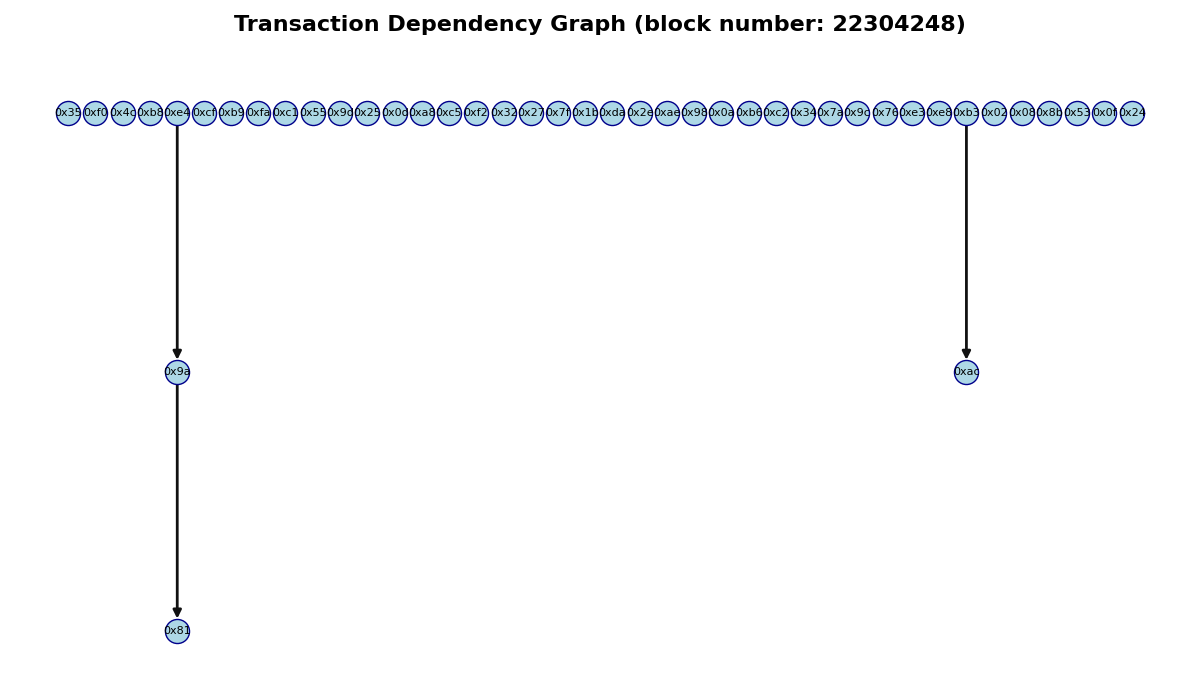 Transaction Dependency Graph (block number: 22304248)
0x35 0xf0 0x4c 0xb8 0xe4 0xcf 0xb9 0xfa 0xc1 0x55 0x9d 0x25 0x0d 0xa8 0xc5 0xf2 0x32 0x27 0x7f 0x1b 0xda 0x2e 0xae 0x98 0x0a 0xb6 0xc2 0x34 0x7a 0x9c 0x76 0xe3 0xe8 0xb3 0x02 0x08 0x8b 0x53 0x0f 0x24
0x9a 0xac
0x81